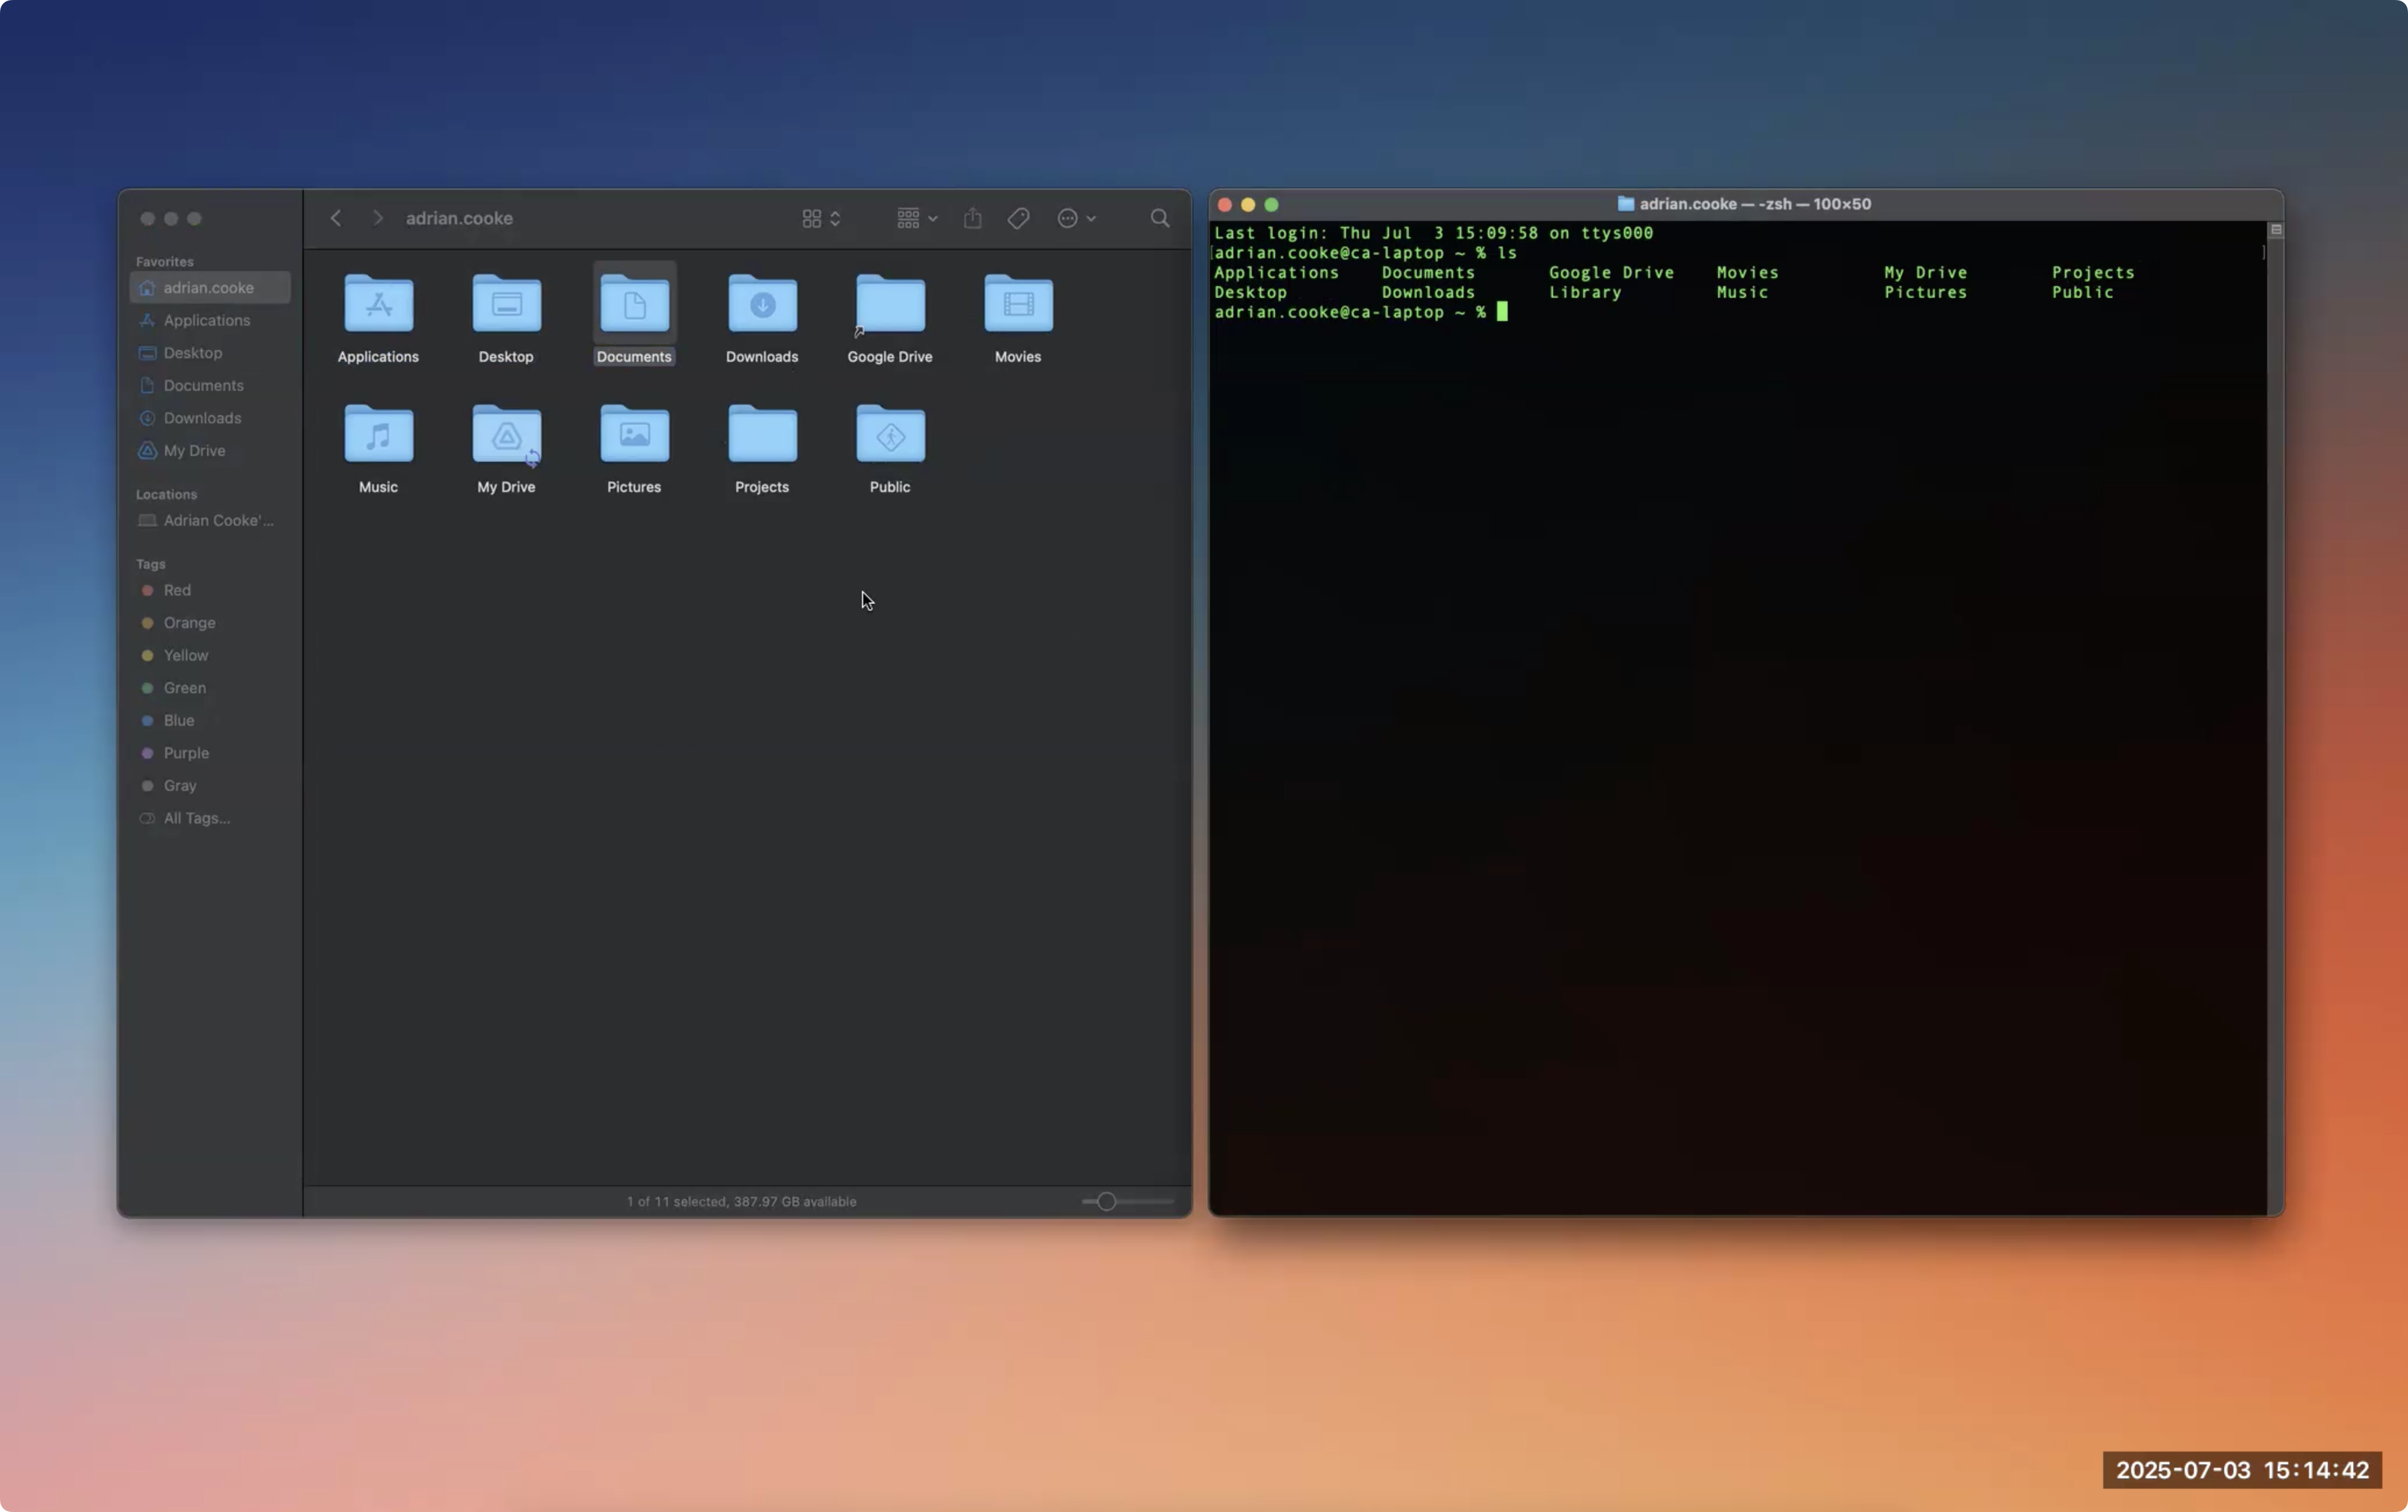 adrian.cooke
Favorites
adrian.cooke
Applications
Desktop
Documents
Downloads
My Drive
Locations
Adrian Cooke'...
Tags
Red
Orange
Yellow
Green
Blue
Purple
Gray
All Tags...
Applications Desktop Documents Downloads Google Drive Movies
Music My Drive Pictures Projects Public
1 of 11 selected, 387.97 GB available
adrian.cooke — -zsh — 100×50
Last login: Thu Jul  3 15:09:58 on ttys000
[adrian.cooke@ca-laptop ~ % ls ]
Applications Documents Google Drive Movies My Drive Projects
Desktop Downloads Library Music Pictures Public
adrian.cooke@ca-laptop ~ %
2025-07-03 15:14:42